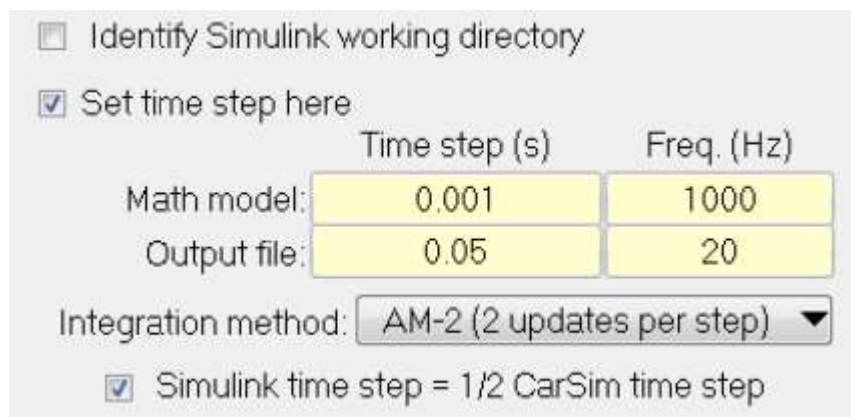 Identify Simulink working directory
Set time step here
Time step (s) Freq. (Hz)
Math model: 0.001 1000
Output file: 0.05 20
Integration method: AM-2 (2 updates per step)
Simulink time step = 1/2 CarSim time step